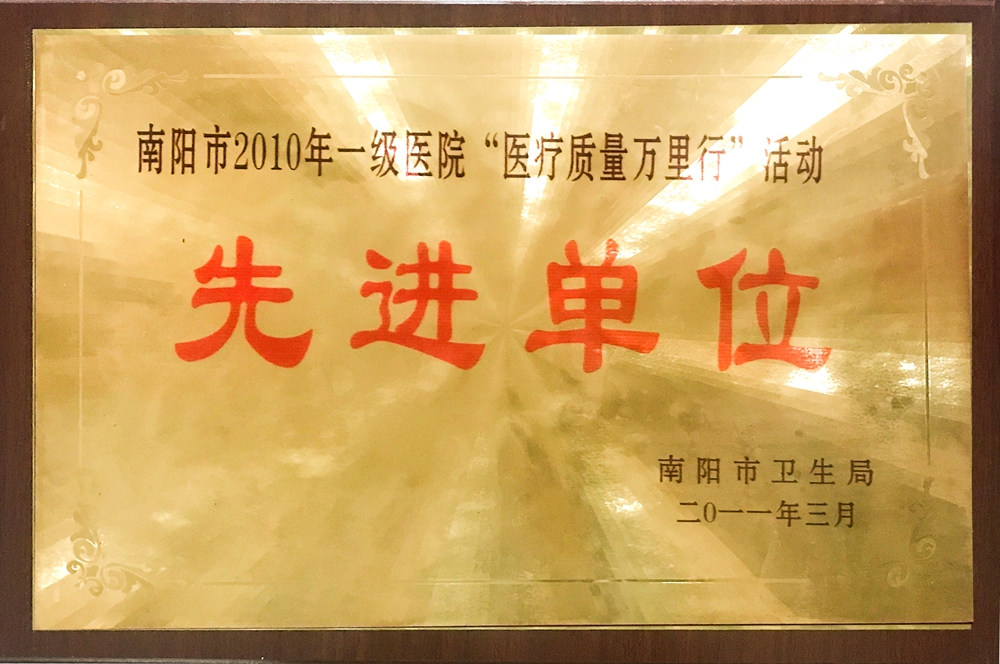 南阳市2010年一级医院“医疗质量万里行”活动
先进单位
南阳市卫生局
二0一一年三月